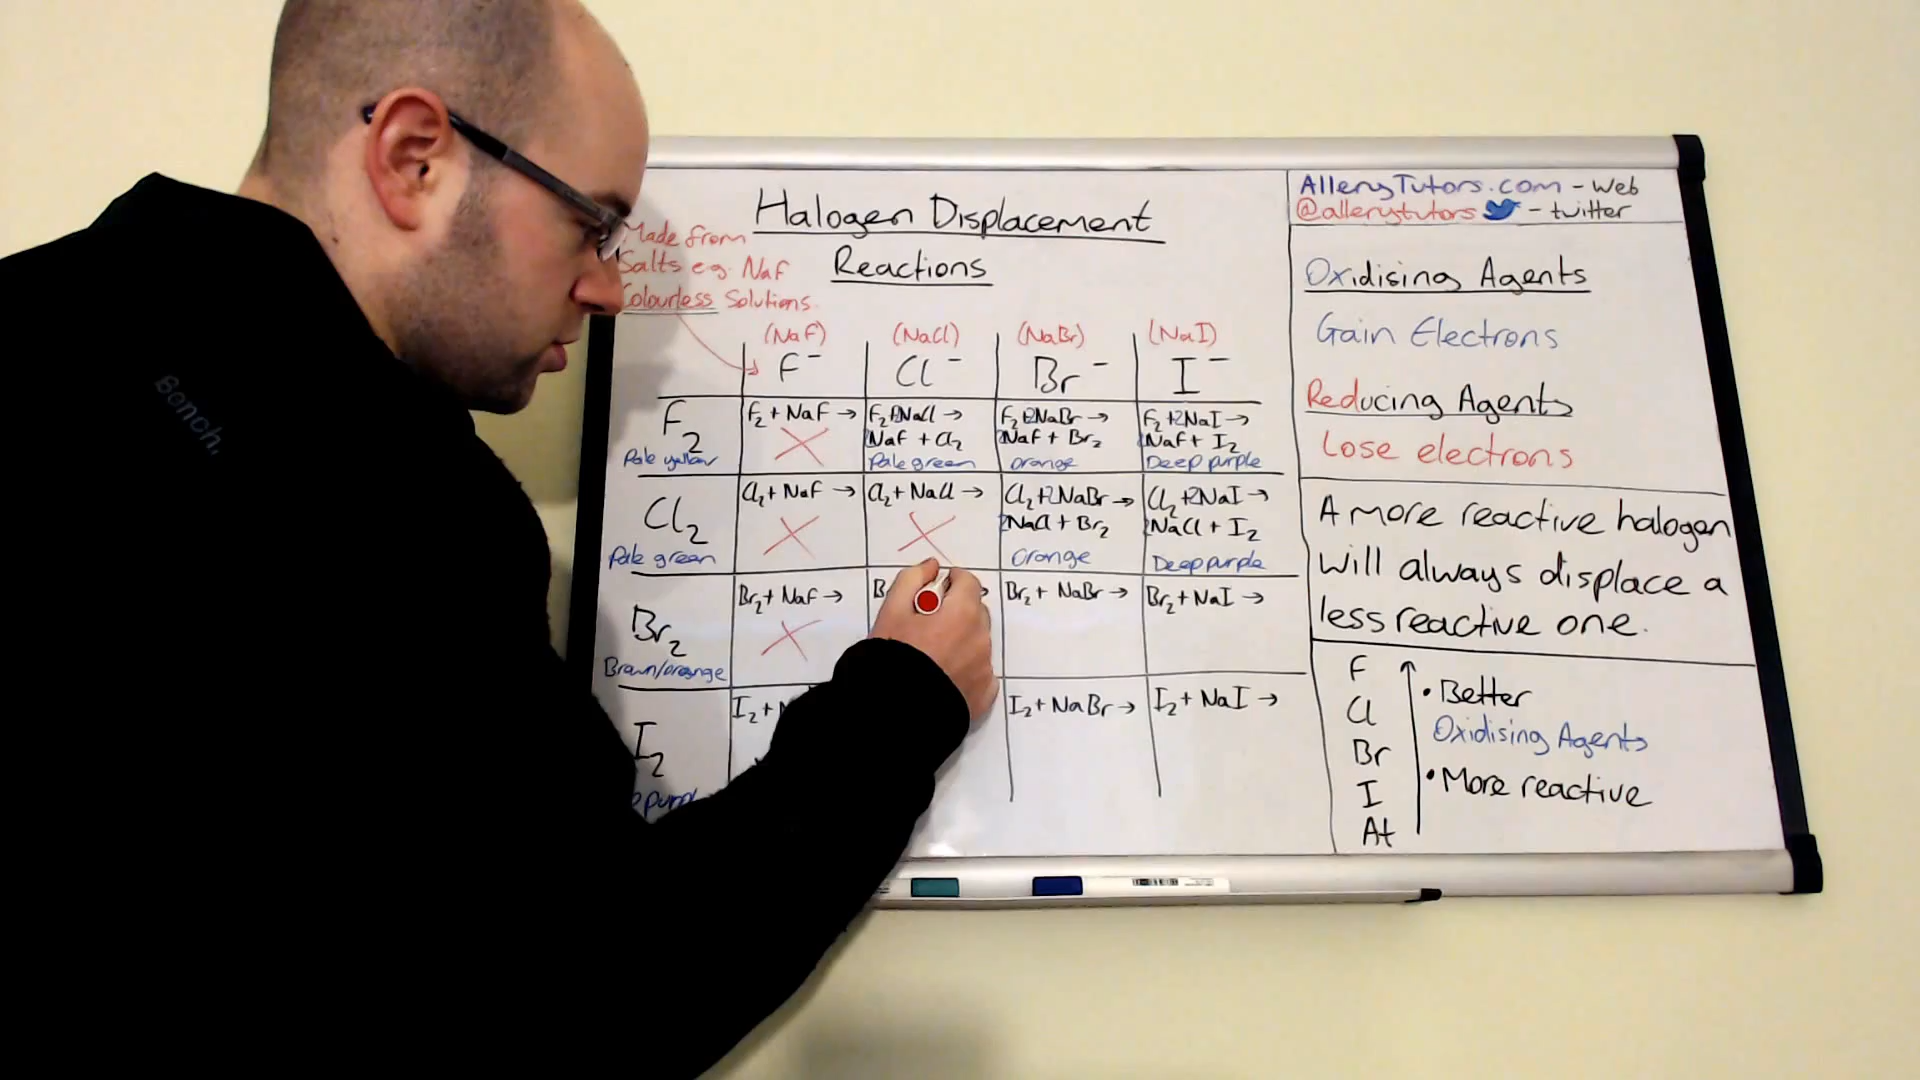 Halogen Displacement
Reactions
Made from
Salts eg. NaF
Colourless Solutions.
(NaF) (NaCl) (NaBr) (NaI)
F⁻ Cl⁻ Br⁻ I⁻
F₂
Pale yellow
F₂ + NaF →
F₂ + 2NaCl →
2NaF + Cl₂
Pale green
F₂ + 2NaBr →
2NaF + Br₂
orange
F₂ + 2NaI →
2NaF + I₂
Deep purple
Cl₂
Pale green
Cl₂ + NaF →
Cl₂ + NaCl →
Cl₂ + 2NaBr →
2NaCl + Br₂
Orange
Cl₂ + 2NaI →
2NaCl + I₂
Deep purple
Br₂
Brown/orange
Br₂ + NaF →
Br₂ + NaBr →
Br₂ + NaI →
I₂
I₂ +
I₂ + NaBr →
I₂ + NaI →
AlleryTutors.com - Web
@allerytutors - twitter
Oxidising Agents
Gain Electrons
Reducing Agents
Lose electrons
A more reactive halogen
will always displace a
less reactive one.
F
Cl
Br
I
At
• Better
Oxidising Agents
• More reactive
Bench.